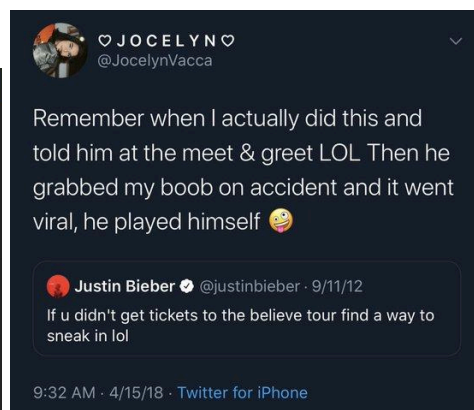 ♡JOCELYN♡
@JocelynVacca
Remember when I actually did this and
told him at the meet & greet LOL Then he
grabbed my boob on accident and it went
viral, he played himself 🤪
Justin Bieber @justinbieber · 9/11/12
If u didn't get tickets to the believe tour find a way to
sneak in lol
9:32 AM · 4/15/18 · Twitter for iPhone